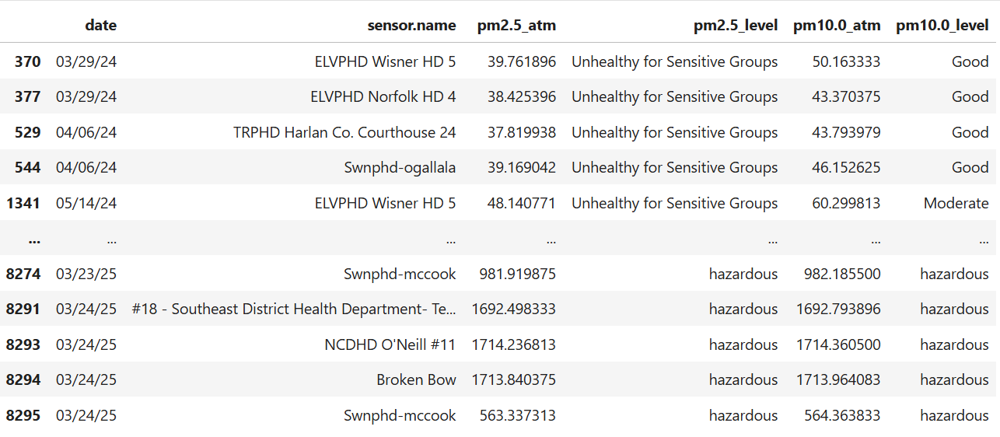 date sensor.name pm2.5_atm pm2.5_level pm10.0_atm pm10.0_level
370 03/29/24 ELVPHD Wisner HD 5 39.761896 Unhealthy for Sensitive Groups 50.163333 Good
377 03/29/24 ELVPHD Norfolk HD 4 38.425396 Unhealthy for Sensitive Groups 43.370375 Good
529 04/06/24 TRPHD Harlan Co. Courthouse 24 37.819938 Unhealthy for Sensitive Groups 43.793979 Good
544 04/06/24 Swnphd-ogallala 39.169042 Unhealthy for Sensitive Groups 46.152625 Good
1341 05/14/24 ELVPHD Wisner HD 5 48.140771 Unhealthy for Sensitive Groups 60.299813 Moderate
... ... ... ... ... ... ...
8274 03/23/25 Swnphd-mccook 981.919875 hazardous 982.185500 hazardous
8291 03/24/25 #18 - Southeast District Health Department- Te... 1692.498333 hazardous 1692.793896 hazardous
8293 03/24/25 NCDHD O'Neill #11 1714.236813 hazardous 1714.360500 hazardous
8294 03/24/25 Broken Bow 1713.840375 hazardous 1713.964083 hazardous
8295 03/24/25 Swnphd-mccook 563.337313 hazardous 564.363833 hazardous